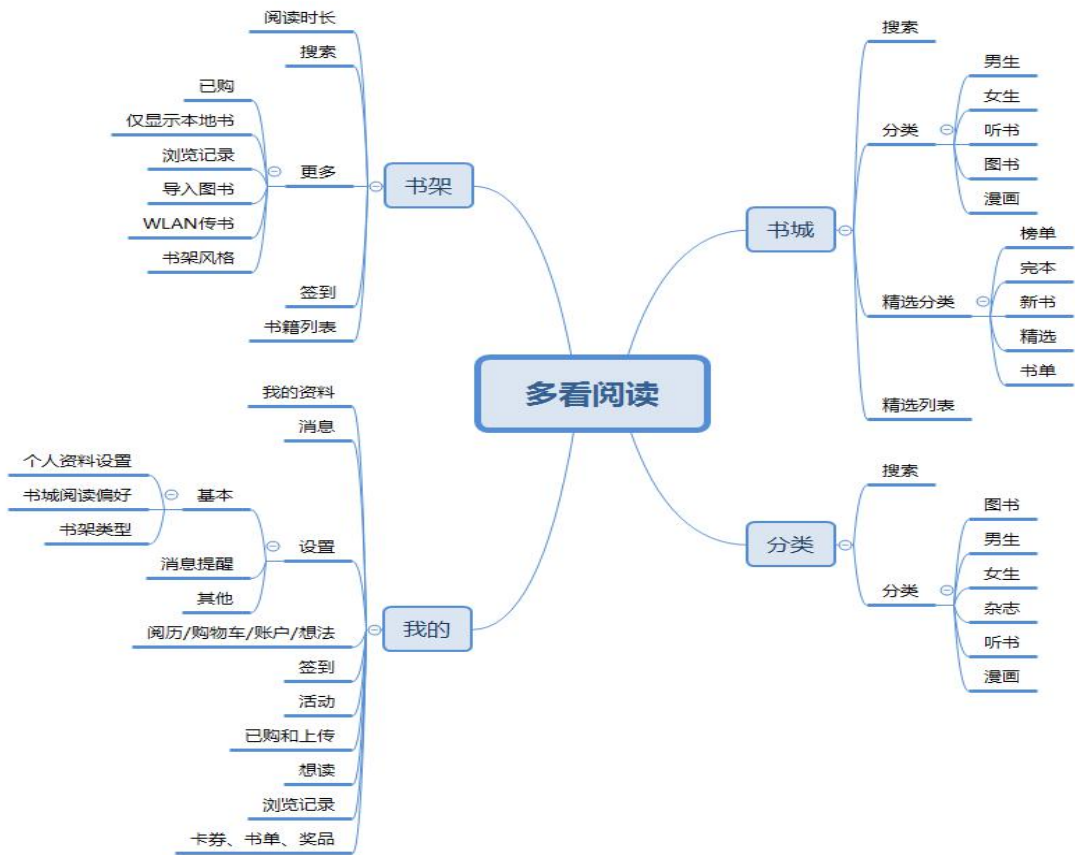 多看阅读
书架
阅读时长
搜索
更多
已购
仅显示本地书
浏览记录
导入图书
WLAN传书
书架风格
签到
书籍列表
书城
搜索
分类
男生
女生
听书
图书
漫画
精选分类
榜单
完本
新书
精选
书单
精选列表
分类
搜索
分类
图书
男生
女生
杂志
听书
漫画
我的
我的资料
消息
设置
基本
个人资料设置
书城阅读偏好
书架类型
消息提醒
其他
阅历/购物车/账户/想法
签到
活动
已购和上传
想读
浏览记录
卡券、书单、奖品